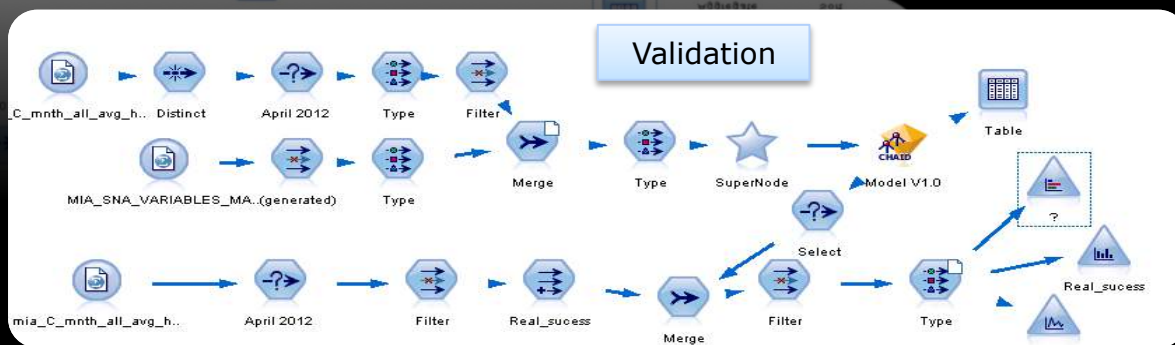 Validation
_C_mnth_all_avg_h.. Distinct April 2012 Type Filter
Table
MIA_SNA_VARIABLES_MA..(generated) Type Merge Type SuperNode CHAID Model V1.0
?
Select
mia_C_mnth_all_avg_h.. April 2012 Filter Real_sucess Merge Filter Type Real_sucess